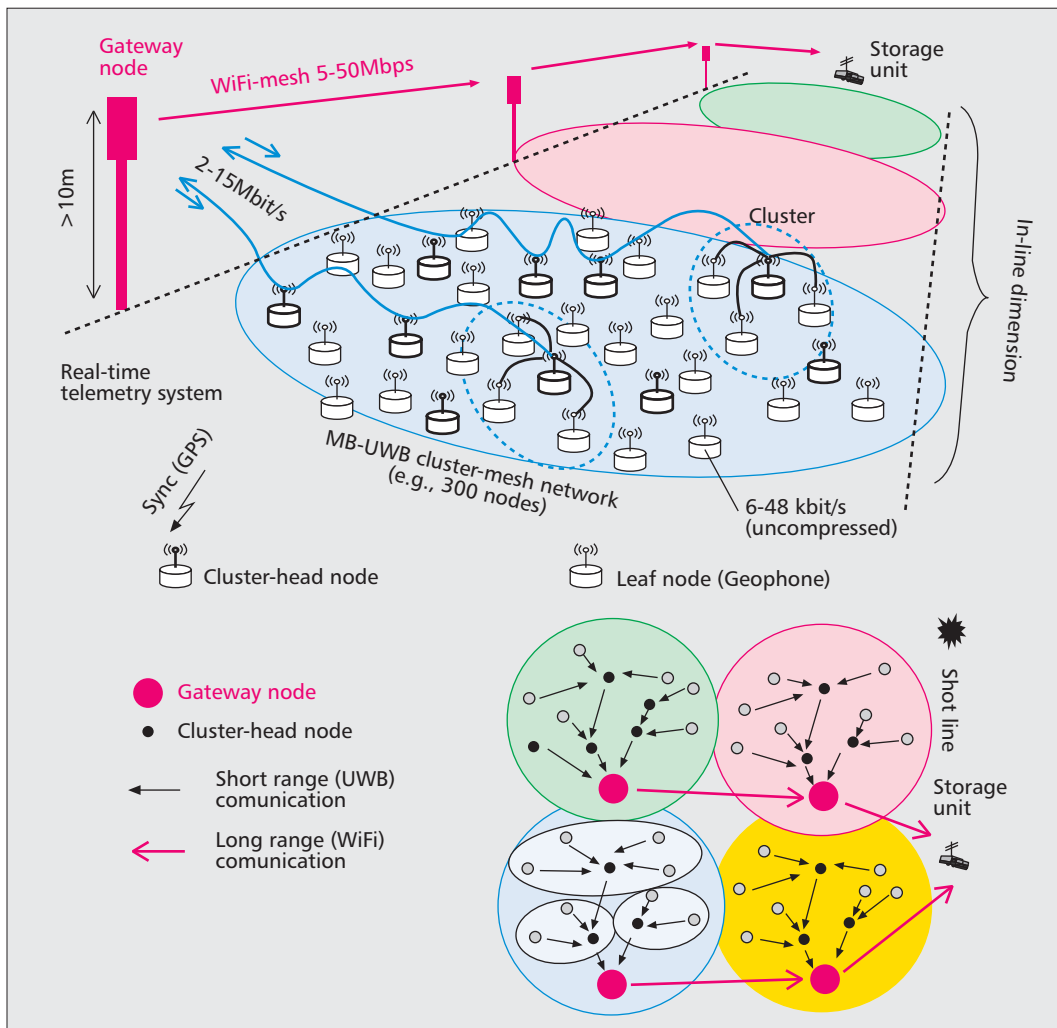 Gateway
node
WiFi-mesh 5-50Mbps
Storage
unit
> 10m
2-15Mbit/s
Cluster
In-line dimension
Real-time
telemetry system
MB-UWB cluster-mesh network
(e.g., 300 nodes)
6-48 kbit/s
(uncompressed)
Sync (GPS)
Cluster-head node
Leaf node (Geophone)
Gateway node
Cluster-head node
Short range (UWB)
comunication
Long range (WiFi)
comunication
Shot line
Storage
unit